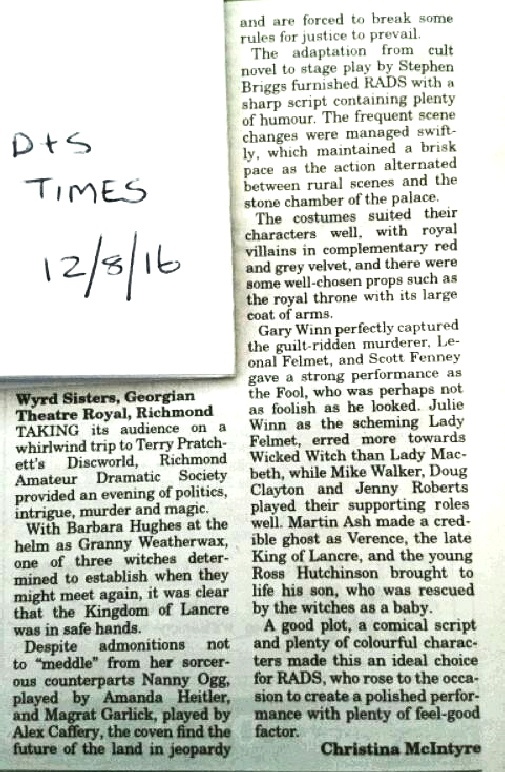 D+S
TIMES
12/8/16
Wyrd Sisters, Georgian
Theatre Royal, Richmond
TAKING its audience on a
whirlwind trip to Terry Pratch-
ett's Discworld, Richmond
Amateur Dramatic Society
provided an evening of politics,
intrigue, murder and magic.
With Barbara Hughes at the
helm as Granny Weatherwax,
one of three witches deter-
mined to establish when they
might meet again, it was clear
that the Kingdom of Lancre
was in safe hands.
Despite admonitions not
to "meddle" from her sorcer-
ous counterparts Nanny Ogg,
played by Amanda Heitler,
and Magrat Garlick, played by
Alex Caffery, the coven find the
future of the land in jeopardy
and are forced to break some
rules for justice to prevail.
The adaptation from cult
novel to stage play by Stephen
Briggs furnished RADS with a
sharp script containing plenty
of humour. The frequent scene
changes were managed swift-
ly, which maintained a brisk
pace as the action alternated
between rural scenes and the
stone chamber of the palace.
The costumes suited their
characters well, with royal
villains in complementary red
and grey velvet, and there were
some well-chosen props such as
the royal throne with its large
coat of arms.
Gary Winn perfectly captured
the guilt-ridden murderer, Le-
onal Felmet, and Scott Fenney
gave a strong performance as
the Fool, who was perhaps not
as foolish as he looked. Julie
Winn as the scheming Lady
Felmet, erred more towards
Wicked Witch than Lady Mac-
beth, while Mike Walker, Doug
Clayton and Jenny Roberts
played their supporting roles
well. Martin Ash made a cred-
ible ghost as Verence, the late
King of Lancre, and the young
Ross Hutchinson brought to
life his son, who was rescued
by the witches as a baby.
A good plot, a comical script
and plenty of colourful charac-
ters made this an ideal choice
for RADS, who rose to the occa-
sion to create a polished perfor-
mance with plenty of feel-good
factor.
Christina McIntyre